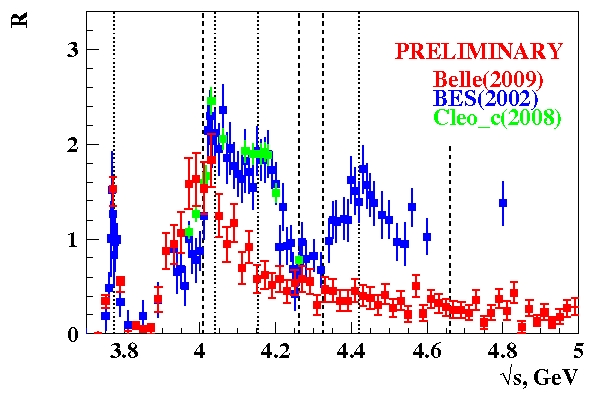 R
3
2
1
0
PRELIMINARY
Belle(2009)
BES(2002)
Cleo_c(2008)
3.8 4 4.2 4.4 4.6 4.8 5
√s, GeV